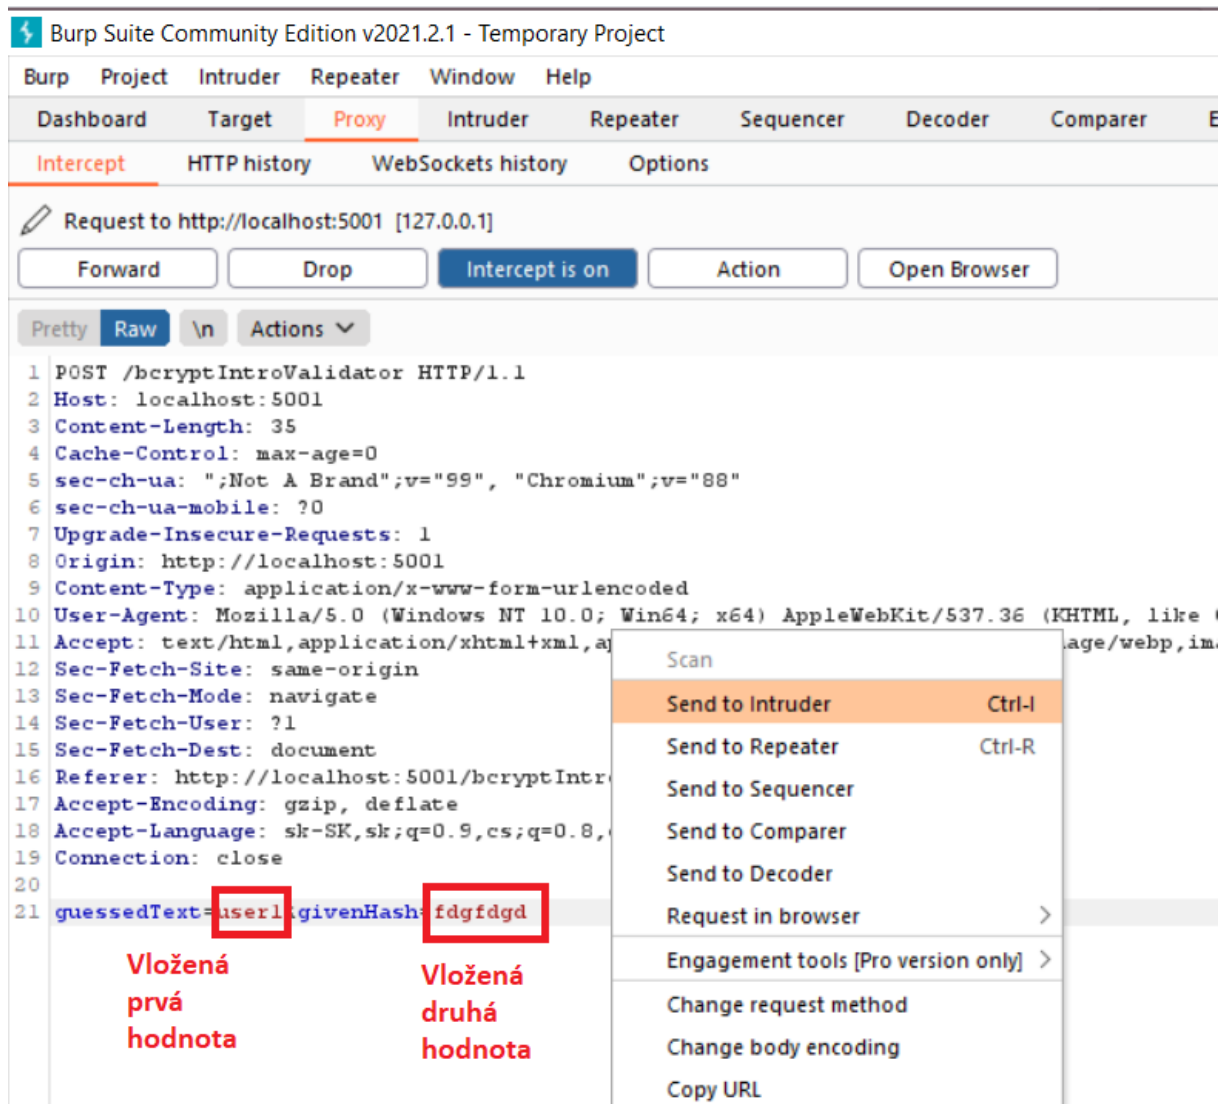 Burp Suite Community Edition v2021.2.1 - Temporary Project
Burp Project Intruder Repeater Window Help
Dashboard Target Proxy Intruder Repeater Sequencer Decoder Comparer E
Intercept HTTP history WebSockets history Options
Request to http://localhost:5001 [127.0.0.1]
Forward Drop Intercept is on Action Open Browser
Pretty Raw \n Actions
1 POST /bcryptIntroValidator HTTP/1.1
2 Host: localhost:5001
3 Content-Length: 35
4 Cache-Control: max-age=0
5 sec-ch-ua: ";Not A Brand";v="99", "Chromium";v="88"
6 sec-ch-ua-mobile: ?0
7 Upgrade-Insecure-Requests: 1
8 Origin: http://localhost:5001
9 Content-Type: application/x-www-form-urlencoded
10 User-Agent: Mozilla/5.0 (Windows NT 10.0; Win64; x64) AppleWebKit/537.36 (KHTML, like
11 Accept: text/html,application/xhtml+xml,ap age/webp,ima
12 Sec-Fetch-Site: same-origin
13 Sec-Fetch-Mode: navigate
14 Sec-Fetch-User: ?1
15 Sec-Fetch-Dest: document
16 Referer: http://localhost:5001/bcryptIntr
17 Accept-Encoding: gzip, deflate
18 Accept-Language: sk-SK,sk;q=0.9,cs;q=0.8,
19 Connection: close
20
21 guessedText=user1&givenHash=fdgfdgd
Vložená
prvá
hodnota
Vložená
druhá
hodnota
Scan
Send to Intruder Ctrl-I
Send to Repeater Ctrl-R
Send to Sequencer
Send to Comparer
Send to Decoder
Request in browser
Engagement tools [Pro version only]
Change request method
Change body encoding
Copy URL